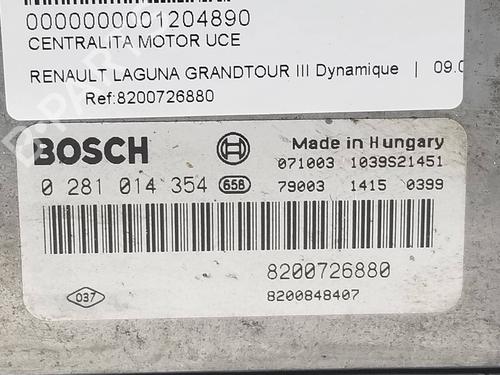 0000000001204890
CENTRALITA MOTOR UCE
RENAULT LAGUNA GRANDTOUR III Dynamique | 09.0
Ref:8200726880
BOSCH
Made in Hungary
071003 1039S21451
0 281 014 354 658
79003 1415 0399
8200726880
037
8200848407